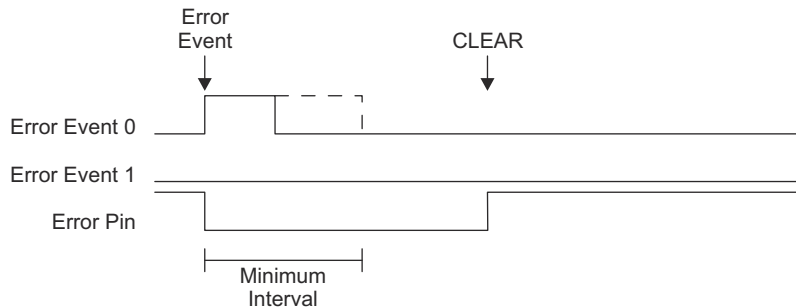 Error
Event
CLEAR
Error Event 0
Error Event 1
Error Pin
Minimum
Interval